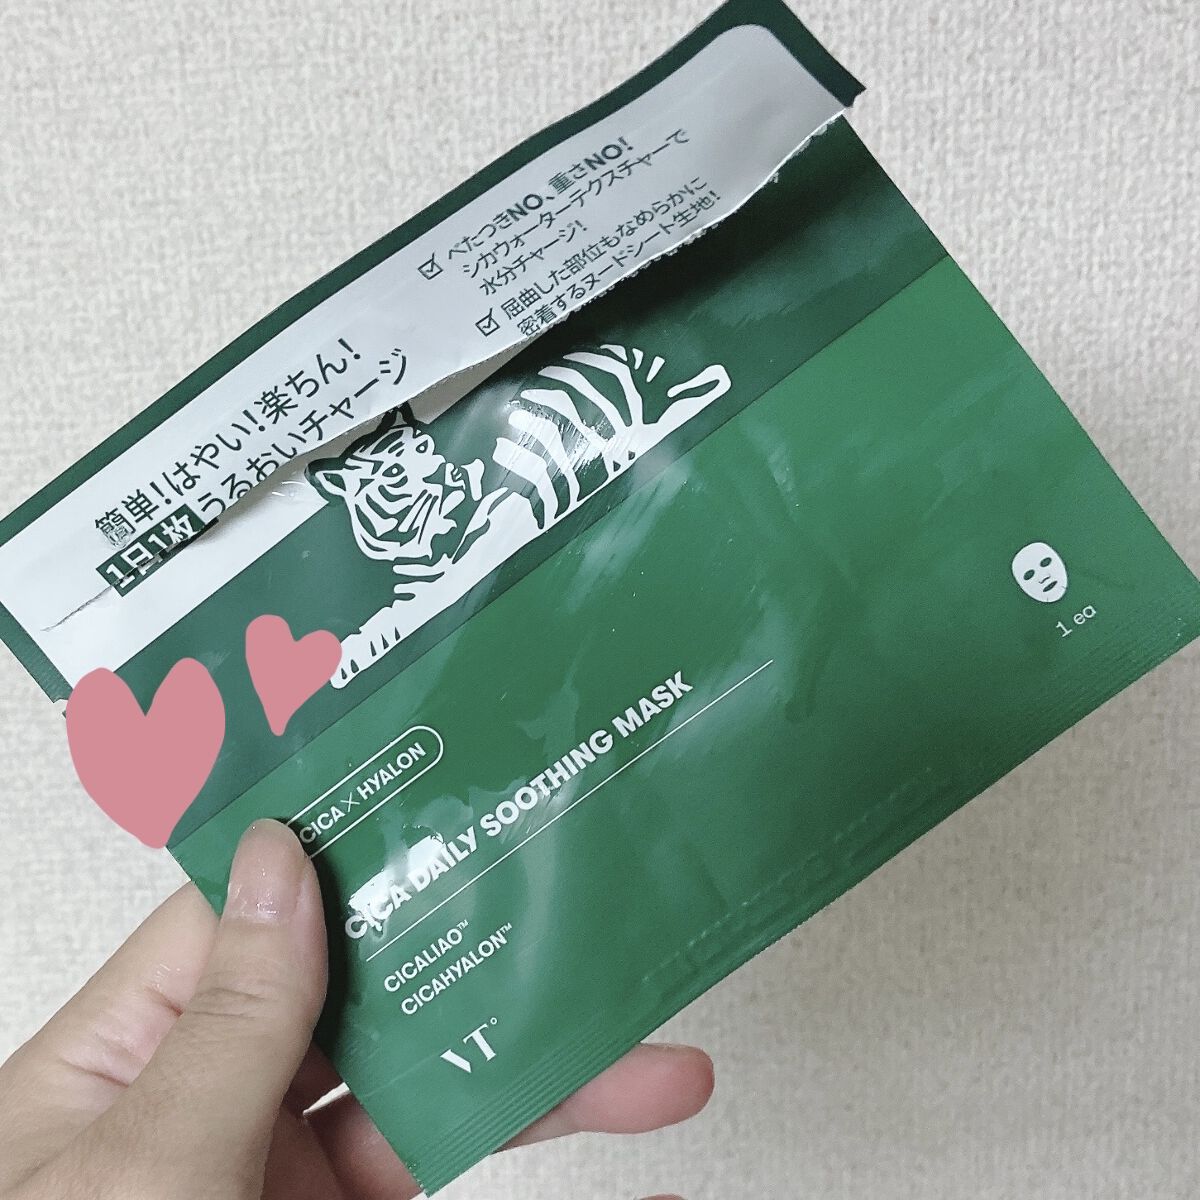 簡単!はやい!楽ちん!
1日1枚うるおいチャージ
べたつきNO、重さNO!
シカウォーターテクスチャーで
水分チャージ!
屈曲した部位もなめらかに
密着するヌードシート生地!
1 ea
CICA×HYALON
CICA DAILY SOOTHING MASK
CICALIAO™
CICAHYALON™
VT°